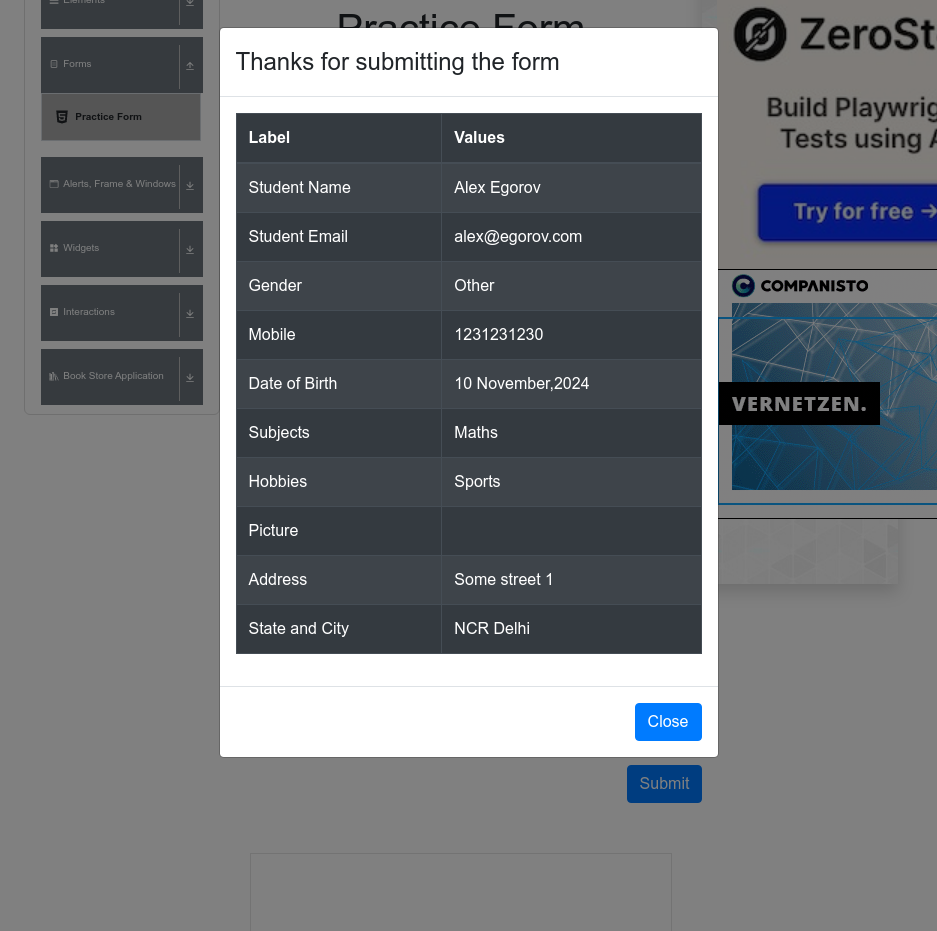 Elements
Forms
Practice Form
Alerts, Frame & Windows
Widgets
Interactions
Book Store Application
Practice Form
Thanks for submitting the form
Label Values
Student Name Alex Egorov
Student Email alex@egorov.com
Gender Other
Mobile 1231231230
Date of Birth 10 November,2024
Subjects Maths
Hobbies Sports
Picture
Address Some street 1
State and City NCR Delhi
Close
Submit
ZeroSt
Build Playwrig
Tests using A
Try for free →
COMPANISTO
VERNETZEN.